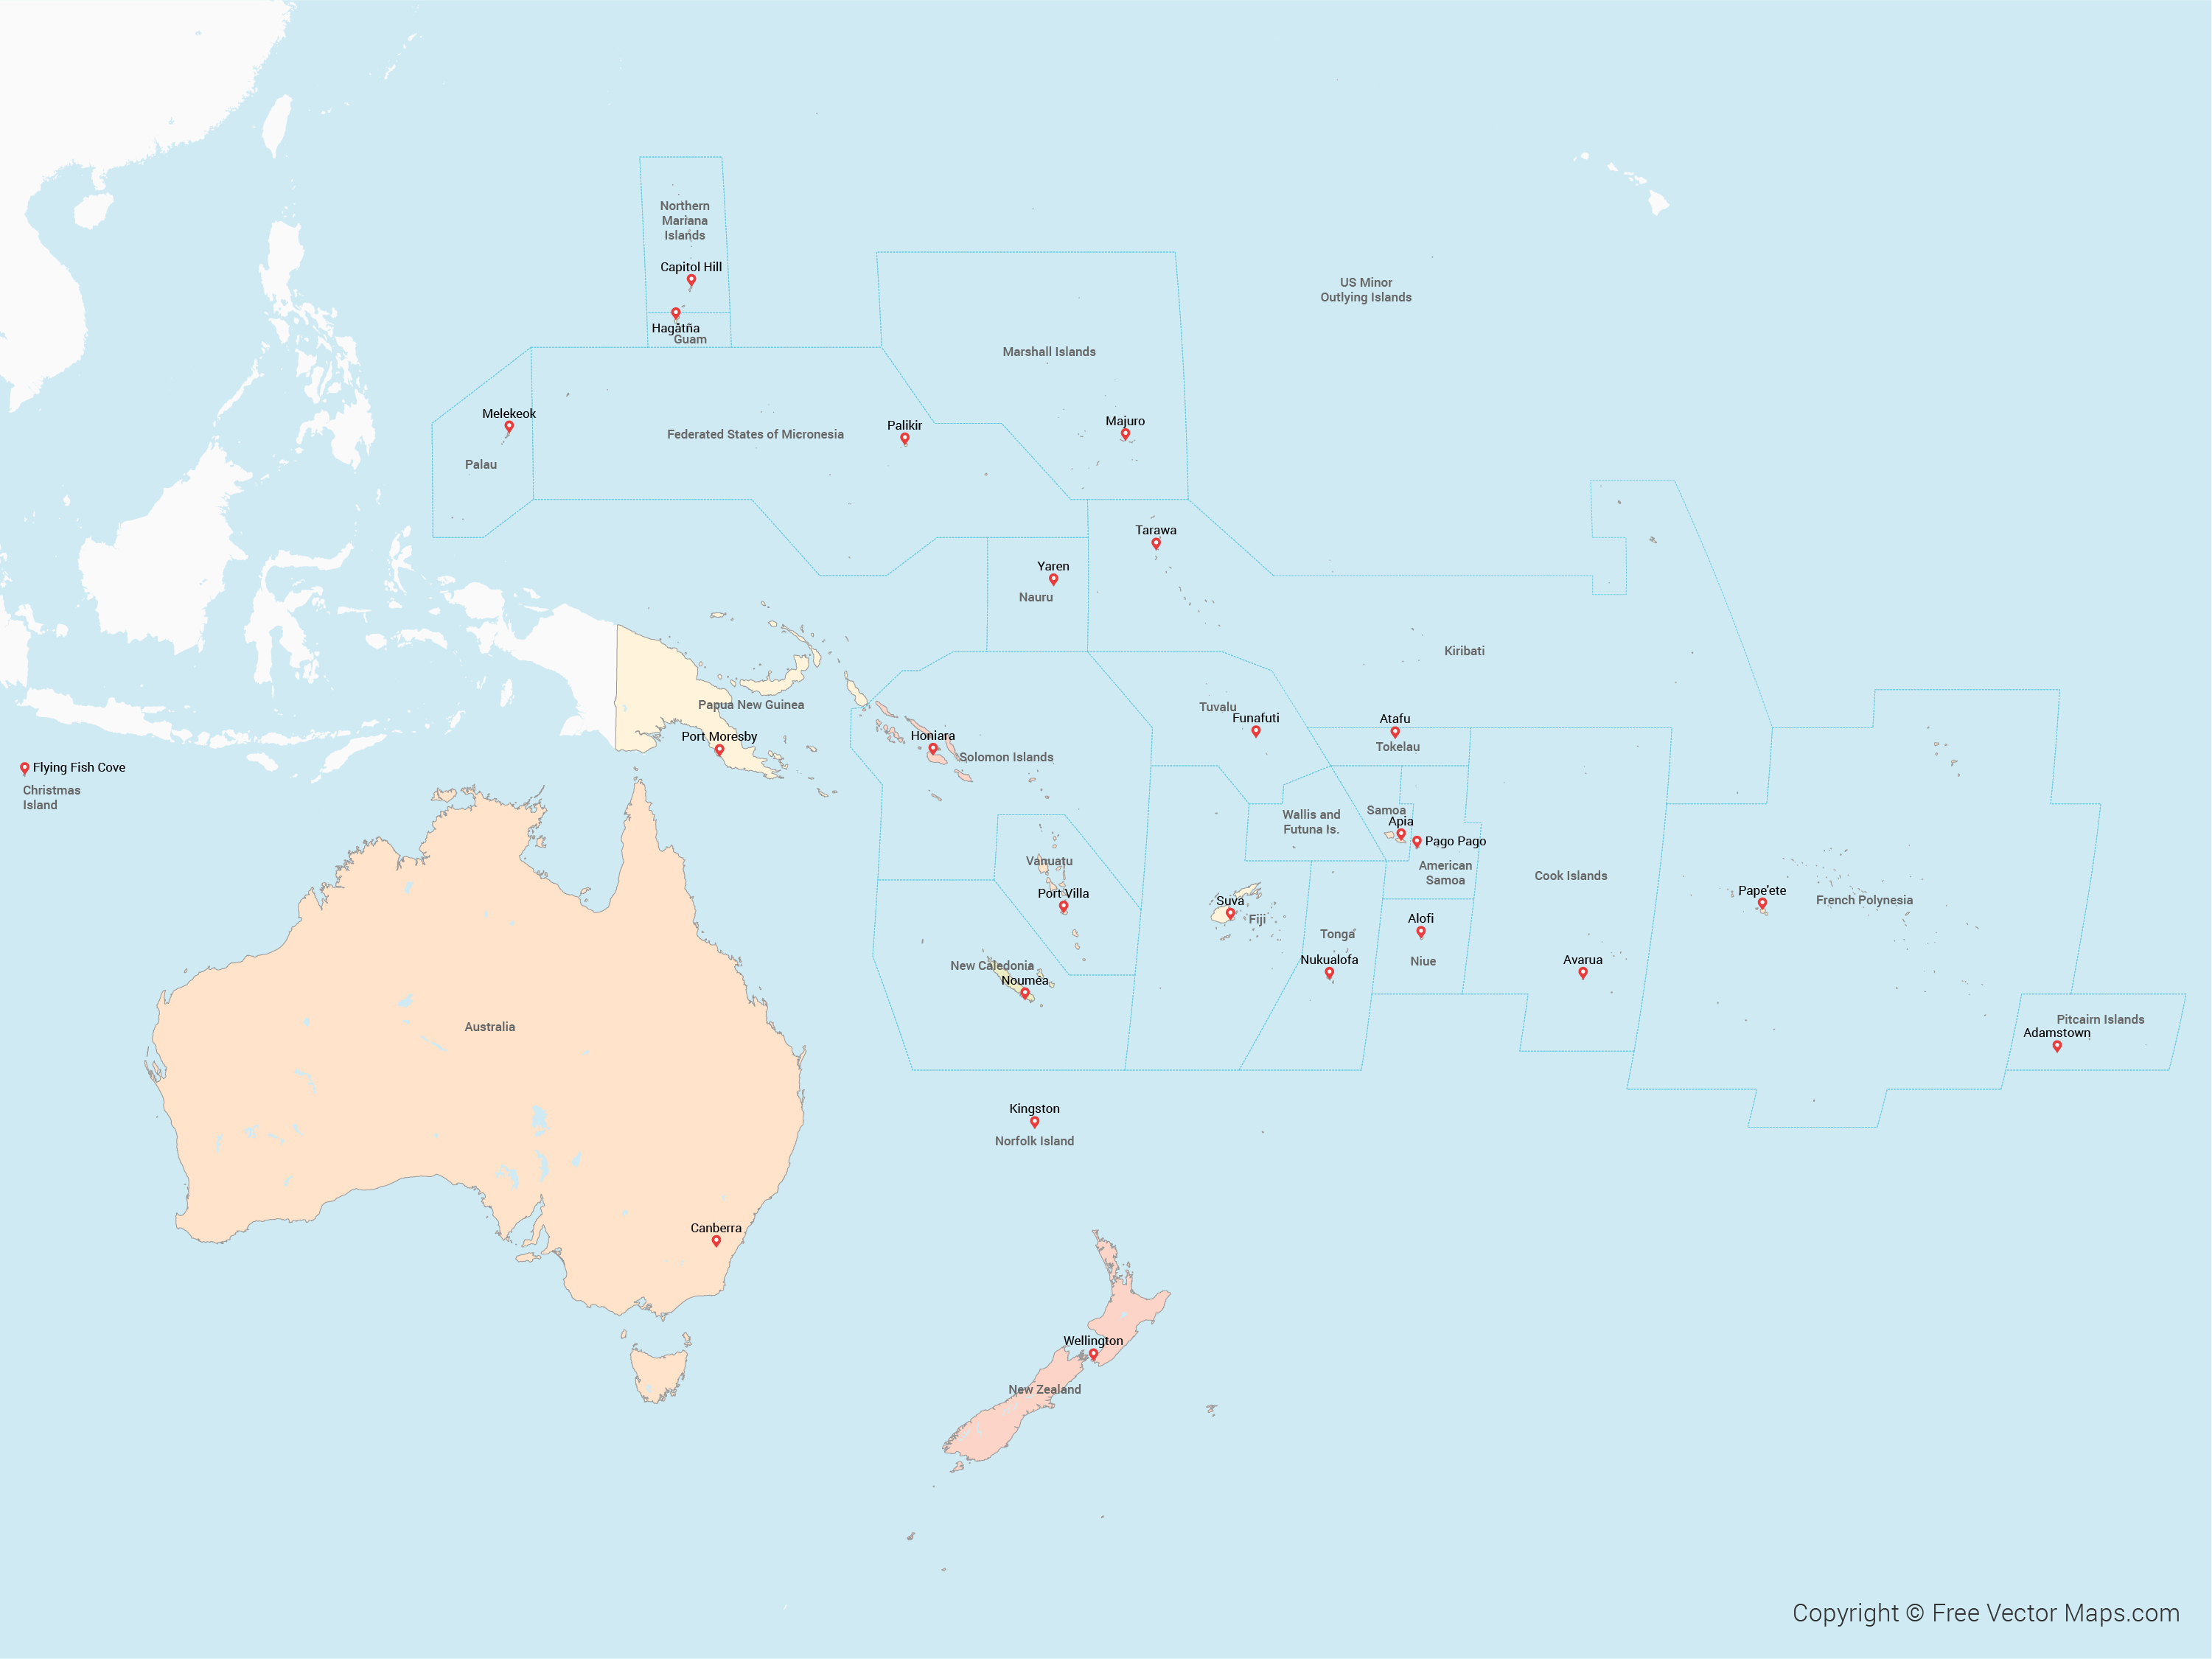 Northern
Mariana
Islands
Capitol Hill
Hagåtña
Guam
US Minor
Outlying Islands
Marshall Islands
Melekeok
Palau
Federated States of Micronesia
Palikir
Majuro
Tarawa
Yaren
Nauru
Kiribati
Papua New Guinea
Port Moresby
Honiara
Solomon Islands
Tuvalu
Funafuti
Atafu
Tokelau
Flying Fish Cove
Christmas
Island
Wallis and
Futuna Is.
Samoa
Apia
Pago Pago
American
Samoa
Cook Islands
Vanuatu
Port Villa
Suva
Fiji
Tonga
Nukualofa
Alofi
Niue
Avarua
Pape'ete
French Polynesia
New Caledonia
Nouméa
Pitcairn Islands
Adamstown
Australia
Kingston
Norfolk Island
Canberra
Wellington
New Zealand
Copyright © Free Vector Maps.com